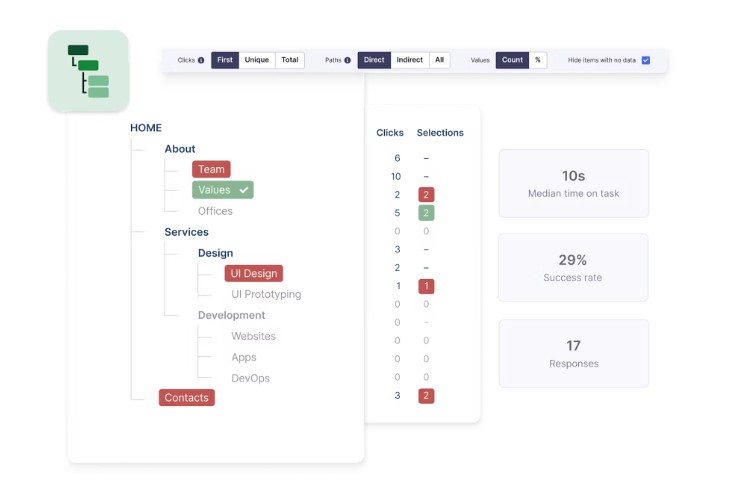 Clicks First Unique Total Paths Direct Indirect All Values Count % Hide items with no data
HOME
About
Team
Values
Offices
Services
Design
UI Design
UI Prototyping
Development
Websites
Apps
DevOps
Contacts
Clicks Selections
6 –
10 –
2 2
5 2
0 0
3 –
2 –
1 1
0 0
0 -
0 0
0 0
0 0
3 2
10s
Median time on task
29%
Success rate
17
Responses